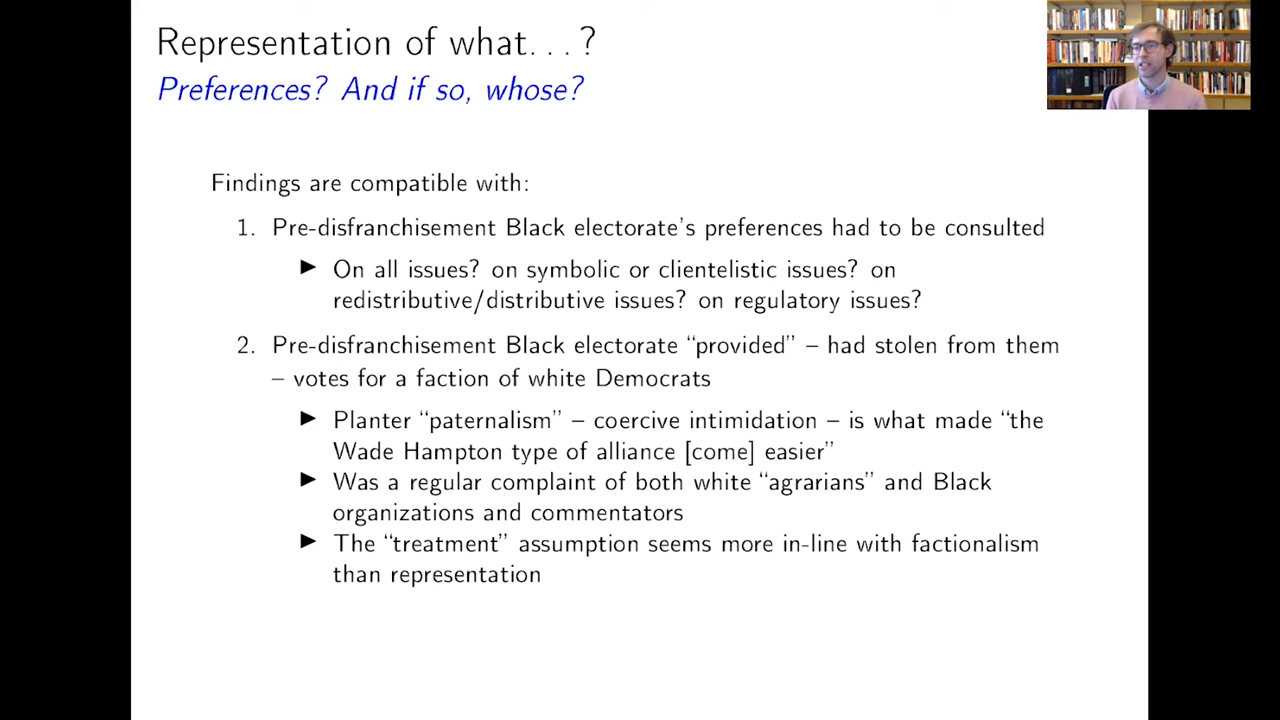 Representation of what...?
Preferences? And if so, whose?
Findings are compatible with:
1. Pre-disfranchisement Black electorate's preferences had to be consulted
▶ On all issues? on symbolic or clientelistic issues? on
redistributive/distributive issues? on regulatory issues?
2. Pre-disfranchisement Black electorate “provided” – had stolen from them
– votes for a faction of white Democrats
▶ Planter “paternalism” – coercive intimidation – is what made “the
Wade Hampton type of alliance [come] easier”
▶ Was a regular complaint of both white “agrarians” and Black
organizations and commentators
▶ The “treatment” assumption seems more in-line with factionalism
than representation